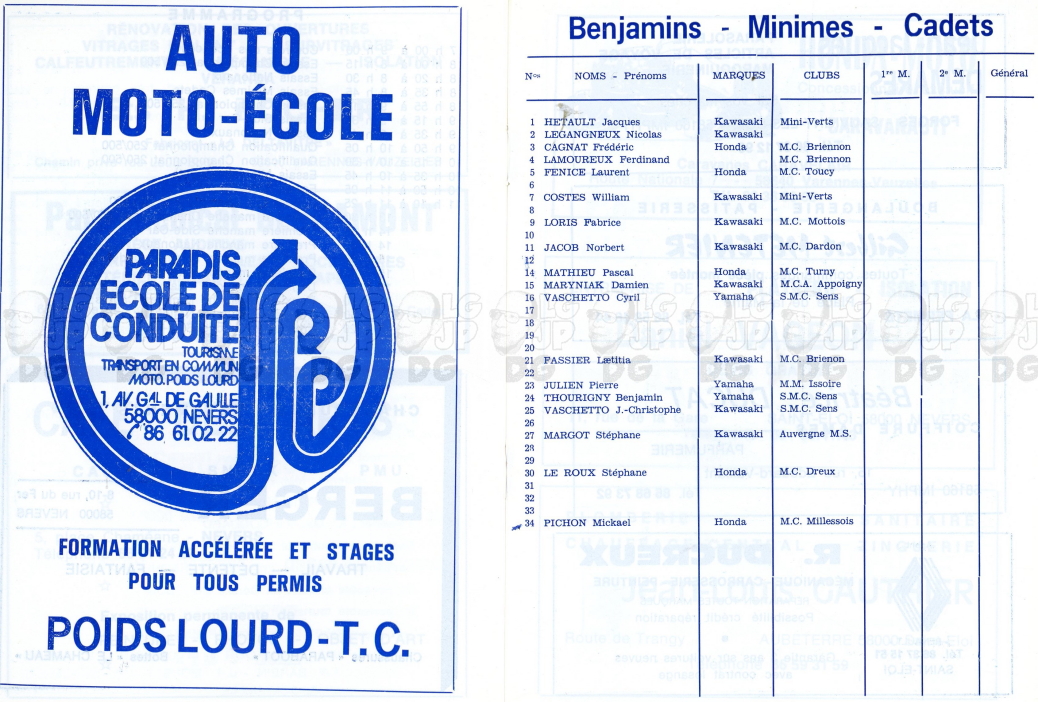 AUTO
MOTO-ÉCOLE
PARADIS
ECOLE DE
CONDUITE
TOURISME
TRANSPORT EN COMMUN
MOTO. POIDS LOURD
1, AV. GAL DE GAULLE
58000 NEVERS
86 61.02.22
FORMATION ACCÉLÉRÉE ET STAGES
POUR TOUS PERMIS
POIDS LOURD-T.C.
Benjamins - Minimes - Cadets
Nos NOMS - Prénoms MARQUES CLUBS 1re M. 2e M. Général
1 HETAULT Jacques Kawasaki Mini-Verts
2 LEGANGNEUX Nicolas Kawasaki
3 CAGNAT Frédéric Honda M.C. Briennon
4 LAMOUREUX Ferdinand M.C. Briennon
5 FENICE Laurent Honda M.C. Toucy
6
7 COSTES William Kawasaki Mini-Verts
8
9 LORIS Fabrice Kawasaki M.C. Mottois
10
11 JACOB Norbert Kawasaki M.C. Dardon
12
14 MATHIEU Pascal Honda M.C. Turny
15 MARYNIAK Damien Kawasaki M.C.A. Appoigny
16 VASCHETTO Cyril Yamaha S.M.C. Sens
17
18
19
20
21 FASSIER Lætitia Kawasaki M.C. Brienon
22
23 JULIEN Pierre Yamaha M.M. Issoire
24 THOURIGNY Benjamin Yamaha S.M.C. Sens
25 VASCHETTO J.-Christophe Kawasaki S.M.C. Sens
26
27 MARGOT Stéphane Kawasaki Auvergne M.S.
28
29
30 LE ROUX Stéphane Honda M.C. Dreux
31
32
33
34 PICHON Mickael Honda M.C. Millessois